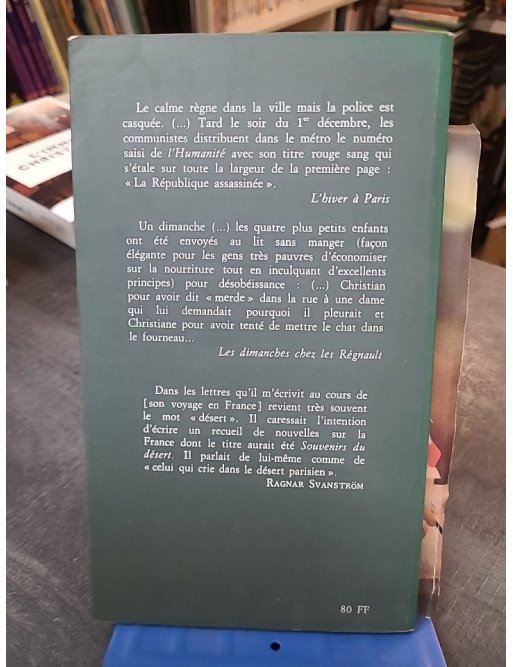 Le calme règne dans la ville mais la police est
casquée. (...) Tard le soir du 1er décembre, les
communistes distribuent dans le métro le numéro
saisi de l'Humanité avec son titre rouge sang qui
s'étale sur toute la largeur de la première page :
« La République assassinée ».
L'hiver à Paris
Un dimanche (...) les quatre plus petits enfants
ont été envoyés au lit sans manger (façon
élégante pour les gens très pauvres d'économiser
sur la nourriture tout en inculquant d'excellents
principes) pour désobéissance : (...) Christian
pour avoir dit « merde » dans la rue à une dame
qui lui demandait pourquoi il pleurait et
Christiane pour avoir tenté de mettre le chat dans
le fourneau...
Les dimanches chez les Régnault
Dans les lettres qu'il m'écrivit au cours de
[son voyage en France] revient très souvent
le mot « désert ». Il caressait l'intention
d'écrire un recueil de nouvelles sur la
France dont le titre aurait été Souvenirs du
désert. Il parlait de lui-même comme de
« celui qui crie dans le désert parisien ».
RAGNAR SVANSTRÖM
80 FF